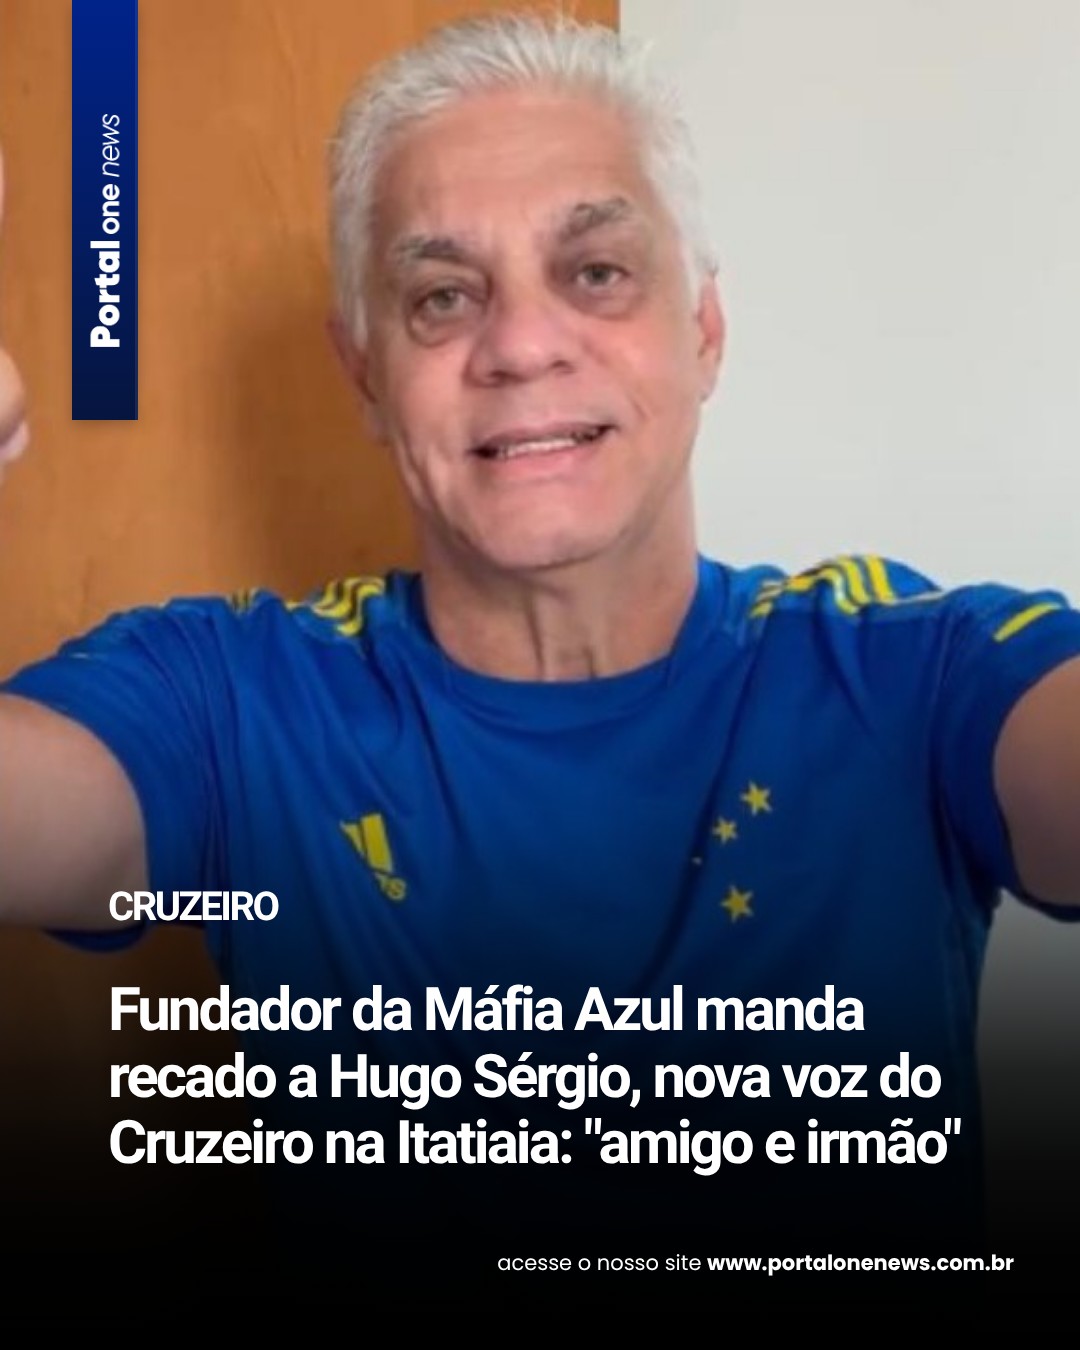 Portal one news
CRUZEIRO
Fundador da Máfia Azul manda
recado a Hugo Sérgio, nova voz do
Cruzeiro na Itatiaia: "amigo e irmão"
acesse o nosso site www.portalonenews.com.br